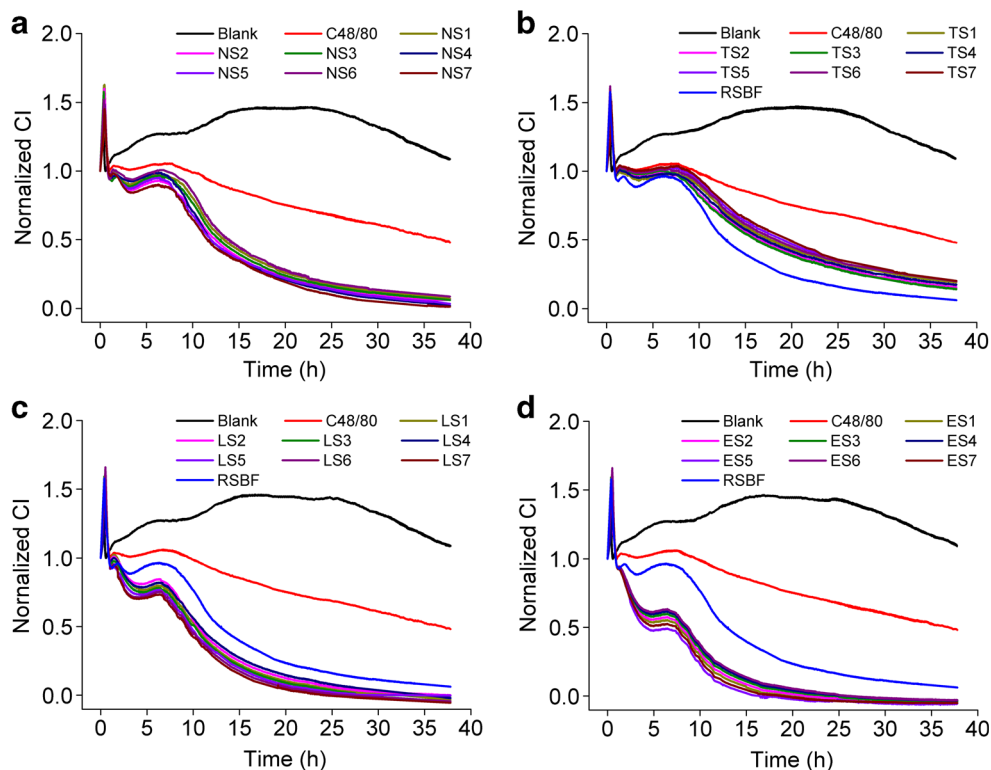 a
2.0
1.5
1.0
0.5
0.0
Normalized CI
Blank C48/80 NS1
NS2 NS3 NS4
NS5 NS6 NS7
0 5 10 15 20 25 30 35 40
Time (h)
b
2.0
1.5
1.0
0.5
0.0
Normalized CI
Blank C48/80 TS1
TS2 TS3 TS4
TS5 TS6 TS7
RSBF
0 5 10 15 20 25 30 35 40
Time (h)
c
2.0
1.5
1.0
0.5
0.0
Normalized CI
Blank C48/80 LS1
LS2 LS3 LS4
LS5 LS6 LS7
RSBF
0 5 10 15 20 25 30 35 40
Time (h)
d
2.0
1.5
1.0
0.5
0.0
Normalized CI
Blank C48/80 ES1
ES2 ES3 ES4
ES5 ES6 ES7
RSBF
0 5 10 15 20 25 30 35 40
Time (h)